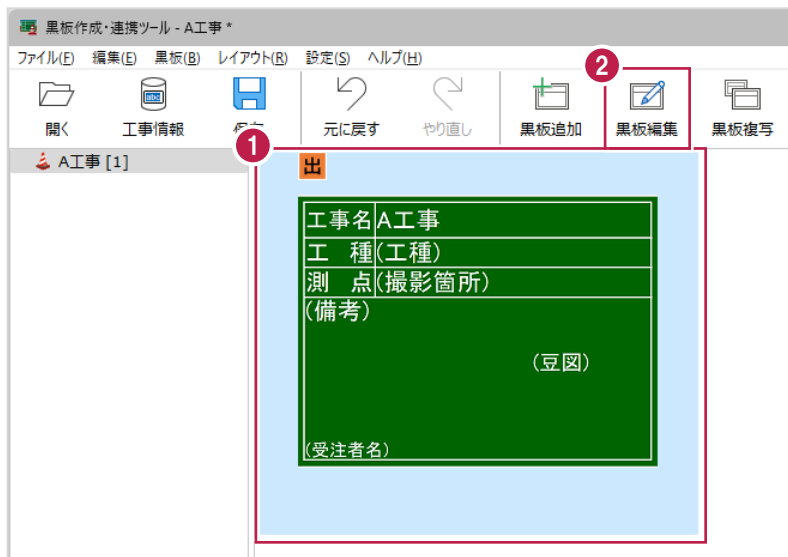 黒板作成・連携ツール - A工事 *
ファイル(F) 編集(E) 黒板(B) レイアウト(R) 設定(S) ヘルプ(H)
2
abc
開く 工事情報 保存 元に戻す やり直し 黒板追加 黒板編集 黒板複写
1
A工事 [1]
出
工事名 A工事
工 種 (工種)
測 点 (撮影箇所)
(備考)
(豆図)
(受注者名)